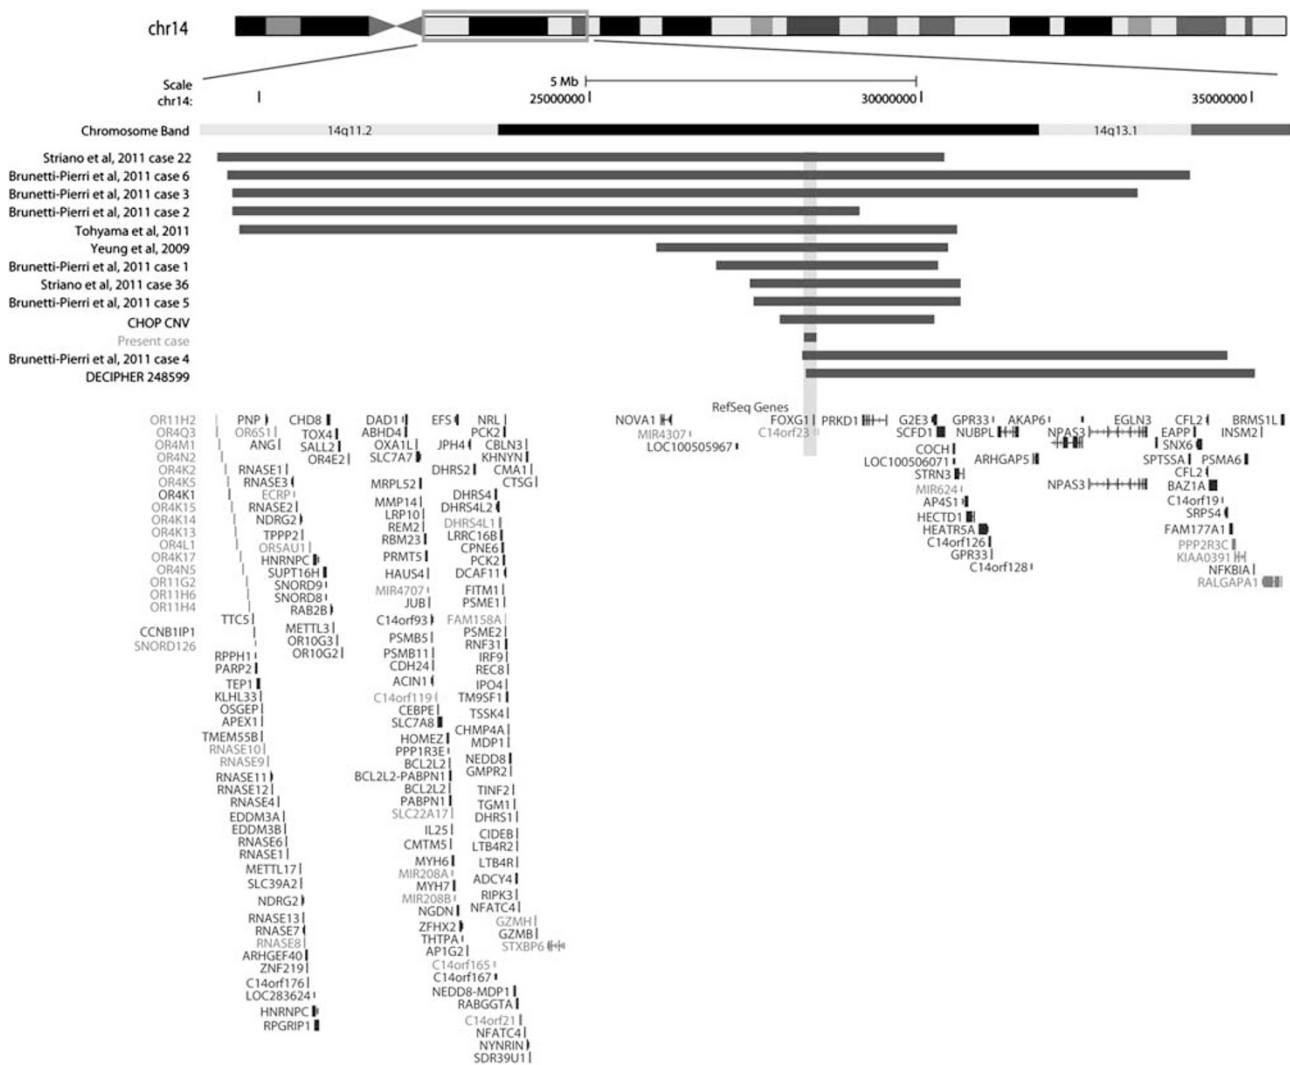 chr14
Scale
5 Mb
chr14:
25000000
30000000
35000000
Chromosome Band
14q11.2
14q13.1
Striano et al, 2011 case 22
Brunetti-Pierri et al, 2011 case 6
Brunetti-Pierri et al, 2011 case 3
Brunetti-Pierri et al, 2011 case 2
Tohyama et al, 2011
Yeung et al, 2009
Brunetti-Pierri et al, 2011 case 1
Striano et al, 2011 case 36
Brunetti-Pierri et al, 2011 case 5
CHOP CNV
Present case
Brunetti-Pierri et al, 2011 case 4
DECIPHER 248599
RefSeq Genes
OR11H2
OR4Q3
OR4M1
OR4N2
OR4K2
OR4K5
OR4K1
OR4K15
OR4K14
OR4K13
OR4L1
OR4K17
OR4N5
OR11G2
OR11H6
OR11H4
TTC5
CCNB1IP1
SNORD126
RPPH1
PARP2
TEP1
KLHL33
OSGEP
APEX1
TMEM55B
RNASE10
RNASE9
RNASE11
RNASE12
RNASE4
EDDM3A
EDDM3B
RNASE6
RNASE1
METTL17
SLC39A2
NDRG2
RNASE13
RNASE7
RNASE8
ARHGEF40
ZNF219
C14orf176
LOC283624
HNRNPC
RPGRIP1
PNP
OR6S1
ANG
RNASE1
RNASE3
ECRP
RNASE2
NDRG2
TPPP2
OR5AU1
HNRNPC
SUPT16H
SNORD9
SNORD8
RAB2B
METTL3
OR10G3
OR10G2
CHD8
TOX4
SALL2
OR4E2
DAD1
ABHD4
OXA1L
SLC7A7
MRPL52
MMP14
LRP10
REM2
RBM23
PRMT5
HAUS4
MIR4707
JUB
C14orf93
PSMB5
PSMB11
CDH24
ACIN1
C14orf119
CEBPE
SLC7A8
HOMEZ
PPP1R3E
BCL2L2
BCL2L2-PABPN1
BCL2L2
PABPN1
SLC22A17
IL25
CMTM5
MYH6
MIR208A
MYH7
MIR208B
NGDN
ZFHX2
THTPA
AP1G2
C14orf165
C14orf167
NEDD8-MDP1
RABGGTA
C14orf21
NFATC4
NYNRIN
SDR39U1
EFS
JPH4
DHRS2
DHRS4
DHRS4L2
DHRS4L1
LRRC16B
CPNE6
PCK2
DCAF11
FITM1
PSME1
FAM158A
PSME2
RNF31
IRF9
REC8
IPO4
TM9SF1
TSSK4
CHMP4A
MDP1
NEDD8
GMPR2
TINF2
TGM1
DHRS1
CIDEB
LTB4R2
LTB4R
ADCY4
RIPK3
NFATC4
GZMH
GZMB
STXBP6
NRL
PCK2
CBLN3
KHNYN
CMA1
CTSG
NOVA1
MIR4307
LOC100505967
FOXG1
C14orf23
PRKD1
G2E3
SCFD1
COCH
LOC100506071
STRN3
MIR624
AP4S1
HECTD1
HEATR5A
C14orf126
GPR33
C14orf128
GPR33
NUBPL
ARHGAP5
AKAP6
NPAS3
NPAS3
EGLN3
CFL2
EAPP
SNX6
SPTSSA
CFL2
BAZ1A
C14orf19
SRP54
FAM177A1
PPP2R3C
KIAA0391
NFKBIA
RALGAPA1
BRMS1L
INSM2
PSMA6